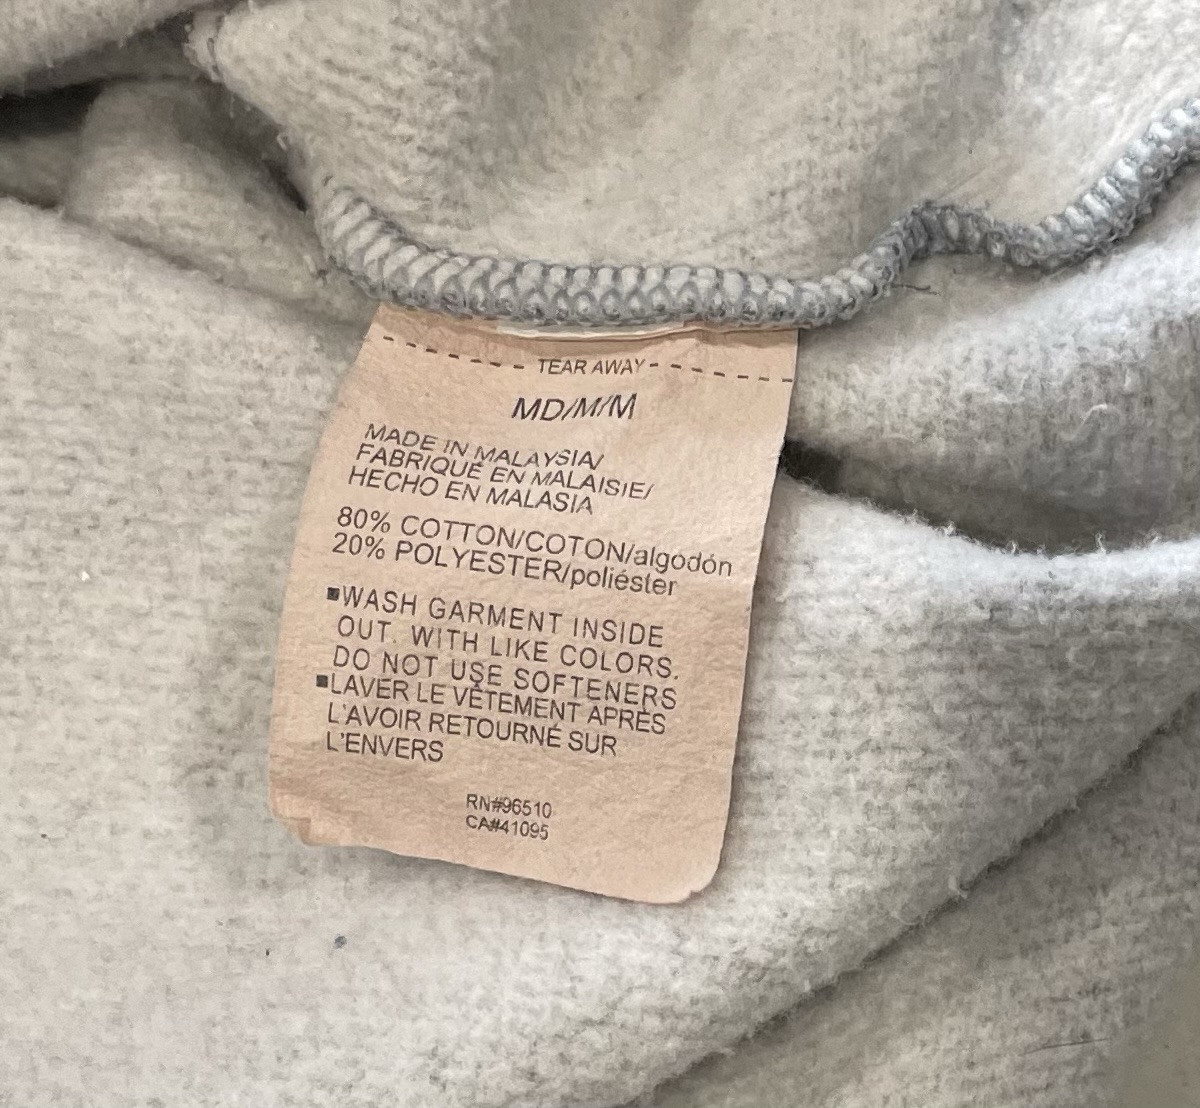 TEAR AWAY
MD/M/M
MADE IN MALAYSIA/
FABRIQUÉ EN MALAISIE/
HECHO EN MALASIA
80% COTTON/COTON/algodón
20% POLYESTER/poliéster
▪WASH GARMENT INSIDE
OUT. WITH LIKE COLORS.
DO NOT USE SOFTENERS
▪LAVER LE VÊTEMENT APRÈS
L'AVOIR RETOURNÉ SUR
L'ENVERS
RN#96510
CA#41095